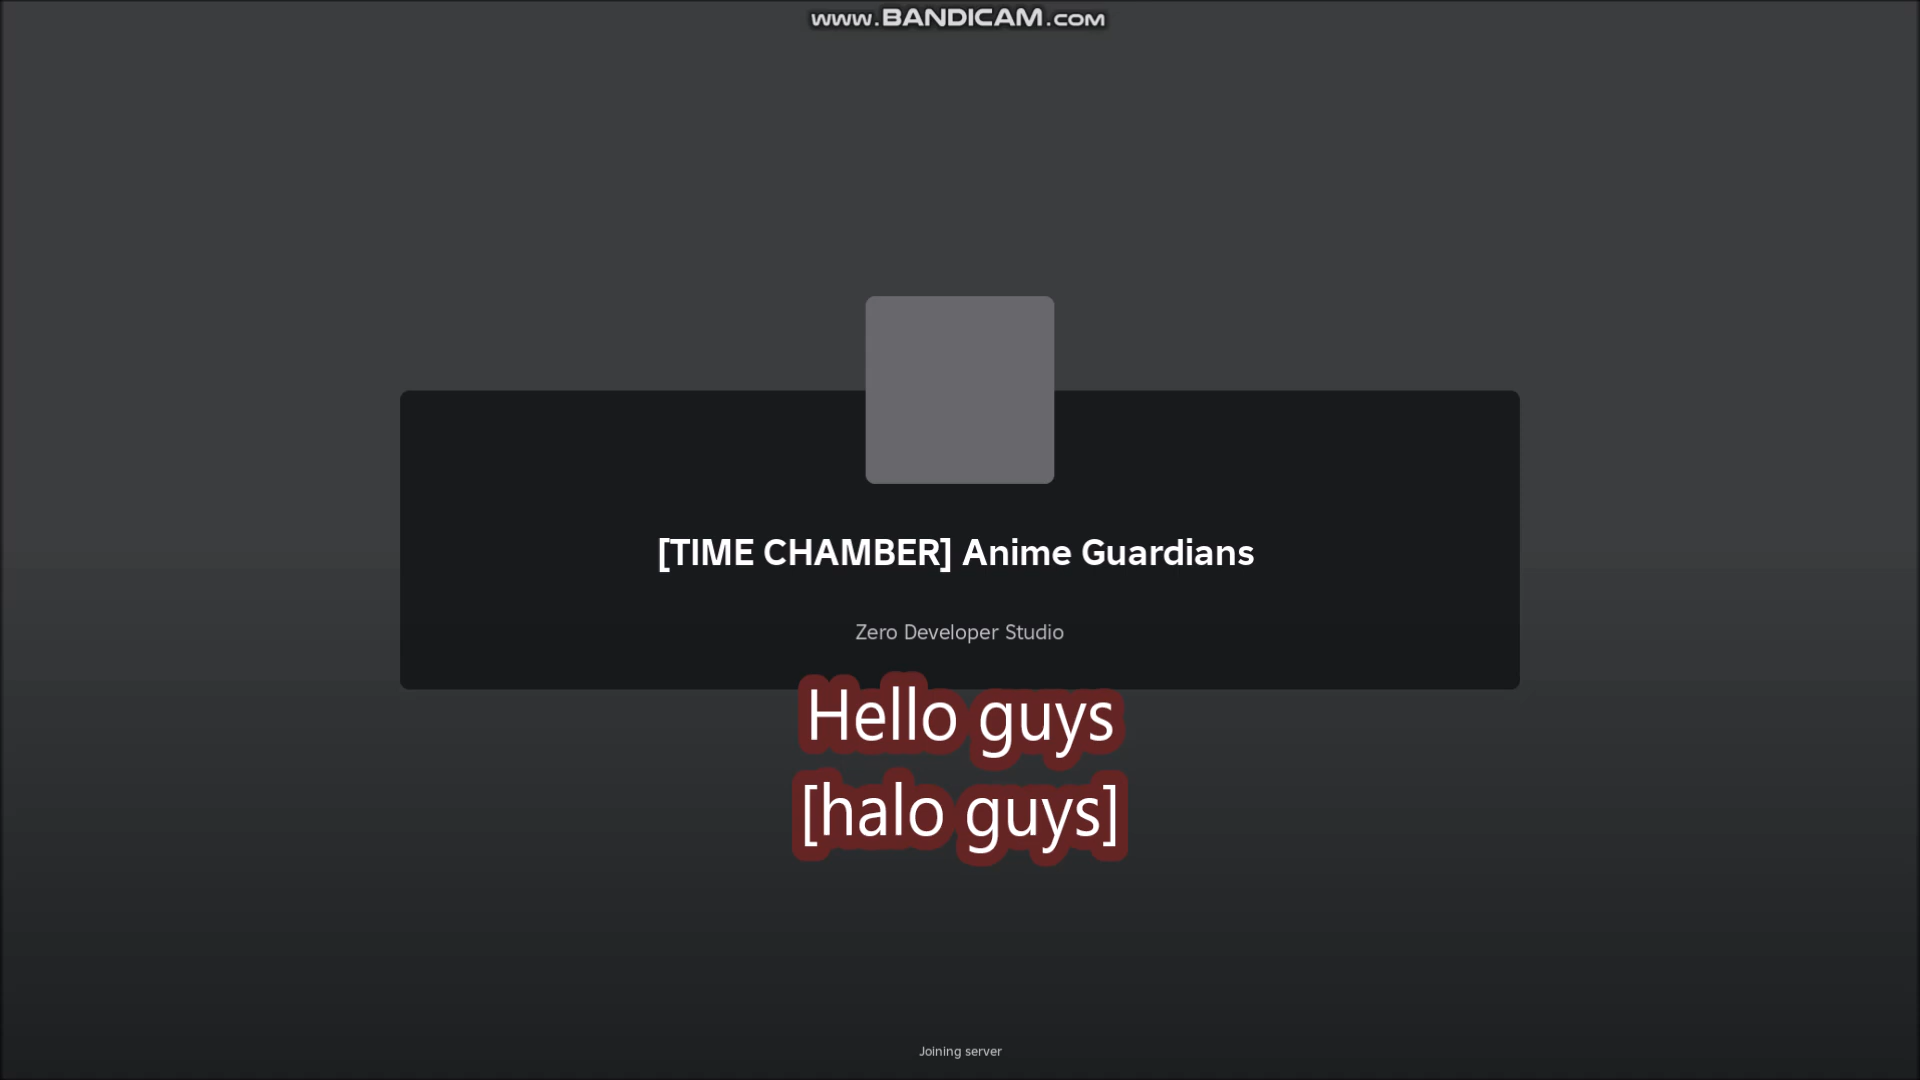 www.BANDICAM.com
[TIME CHAMBER] Anime Guardians
Zero Developer Studio
Hello guys
[halo guys]
Joining server